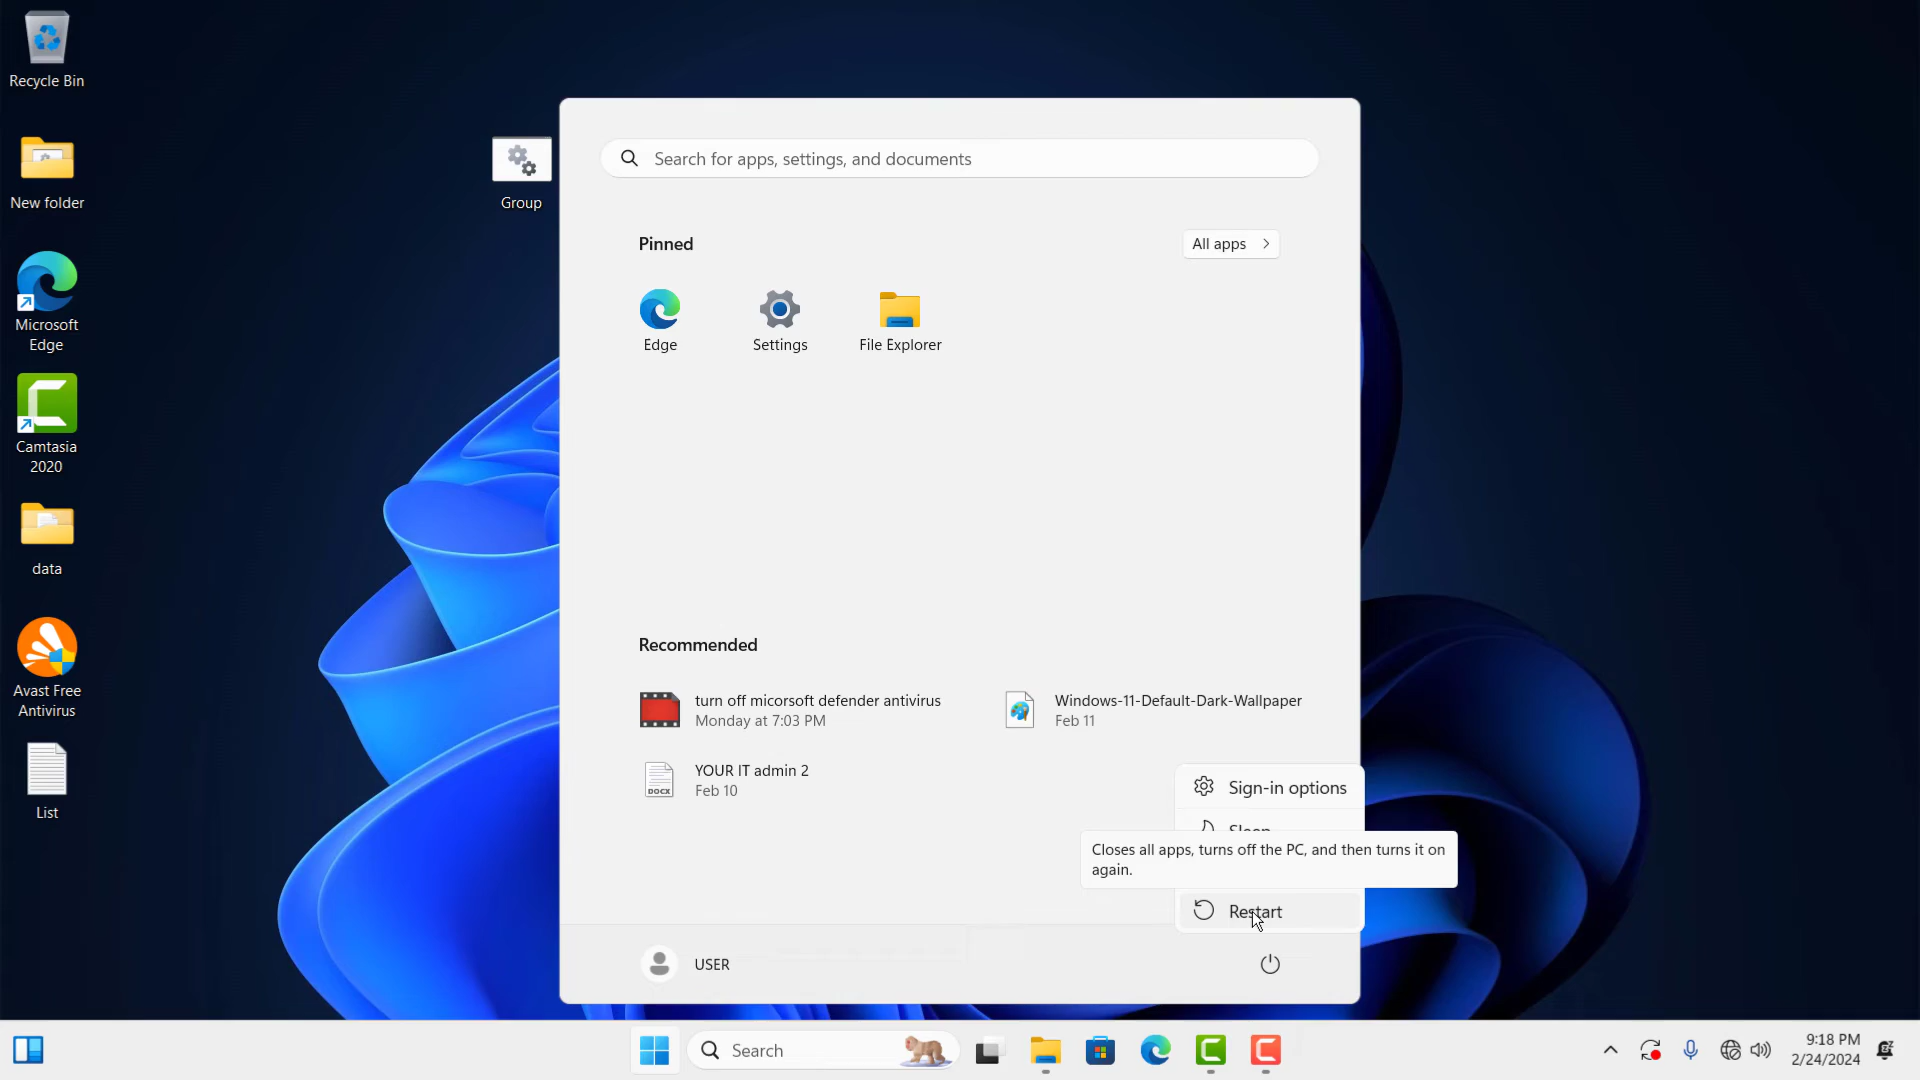 Recycle Bin
New folder
Microsoft
Edge
Camtasia
2020
data
Avast Free
Antivirus
List
Group
Search for apps, settings, and documents
Pinned
All apps
Edge
Settings
File Explorer
Recommended
turn off micorsoft defender antivirus
Monday at 7:03 PM
Windows-11-Default-Dark-Wallpaper
Feb 11
DOCX
YOUR IT admin 2
Feb 10
Sign-in options
Sleep
Closes all apps, turns off the PC, and then turns it on
again.
Restart
USER
Search
9:18 PM
2/24/2024